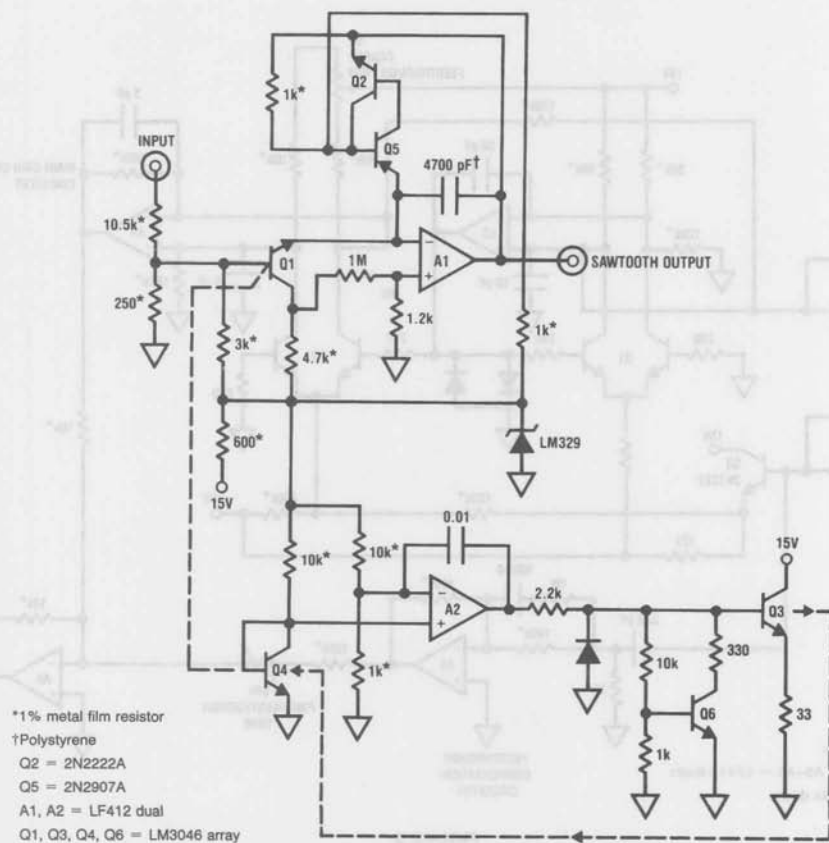 Q2
1k*
Q5
INPUT
4700 pF†
10.5k*
Q1
1M
A1
SAWTOOTH OUTPUT
250*
3k*
4.7k*
1.2k
1k*
600*
LM329
15V
0.01
15V
10k*
10k*
A2
2.2k
Q3
Q4
1k*
10k
330
Q6
33
1k
*1% metal film resistor
†Polystyrene
Q2 = 2N2222A
Q5 = 2N2907A
A1, A2 = LF412 dual
Q1, Q3, Q4, Q6 = LM3046 array